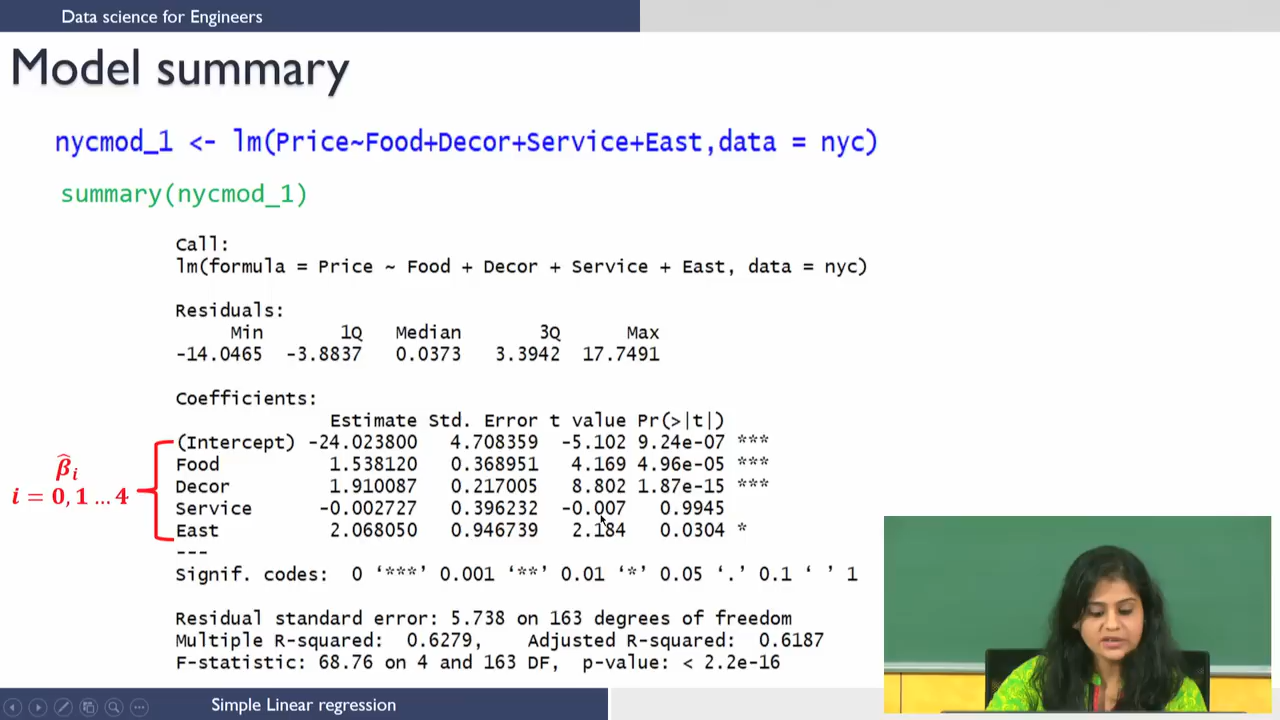 Data science for Engineers
Model summary
nycmod_1 <- lm(Price~Food+Decor+Service+East,data = nyc)
summary(nycmod_1)
Call:
lm(formula = Price ~ Food + Decor + Service + East, data = nyc)
Residuals:
Min 1Q Median 3Q Max
-14.0465 -3.8837 0.0373 3.3942 17.7491
Coefficients:
Estimate Std. Error t value Pr(>|t|)
(Intercept) -24.023800 4.708359 -5.102 9.24e-07 ***
Food 1.538120 0.368951 4.169 4.96e-05 ***
Decor 1.910087 0.217005 8.802 1.87e-15 ***
Service -0.002727 0.396232 -0.007 0.9945
East 2.068050 0.946739 2.184 0.0304 *
---
Signif. codes: 0 ‘***’ 0.001 ‘**’ 0.01 ‘*’ 0.05 ‘.’ 0.1 ‘ ’ 1
β̂i
i = 0, 1 … 4
Residual standard error: 5.738 on 163 degrees of freedom
Multiple R-squared: 0.6279, Adjusted R-squared: 0.6187
F-statistic: 68.76 on 4 and 163 DF, p-value: < 2.2e-16
Simple Linear regression